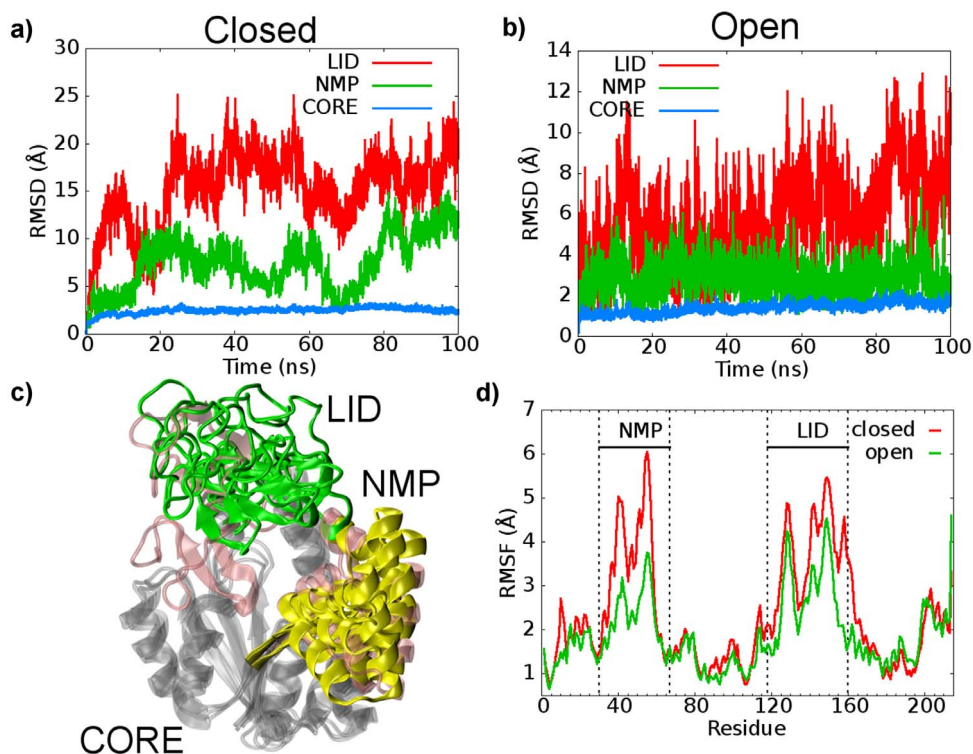 a)
Closed
RMSD (Å)
30
25
20
15
10
5
0
LID
NMP
CORE
0 20 40 60 80 100
Time (ns)
b)
Open
RMSD (Å)
14
12
10
8
6
4
2
0
LID
NMP
CORE
0 20 40 60 80 100
Time (ns)
c)
LID
NMP
CORE
d)
RMSF (Å)
7
6
5
4
3
2
1
NMP
LID
closed
open
0 40 80 120 160 200
Residue